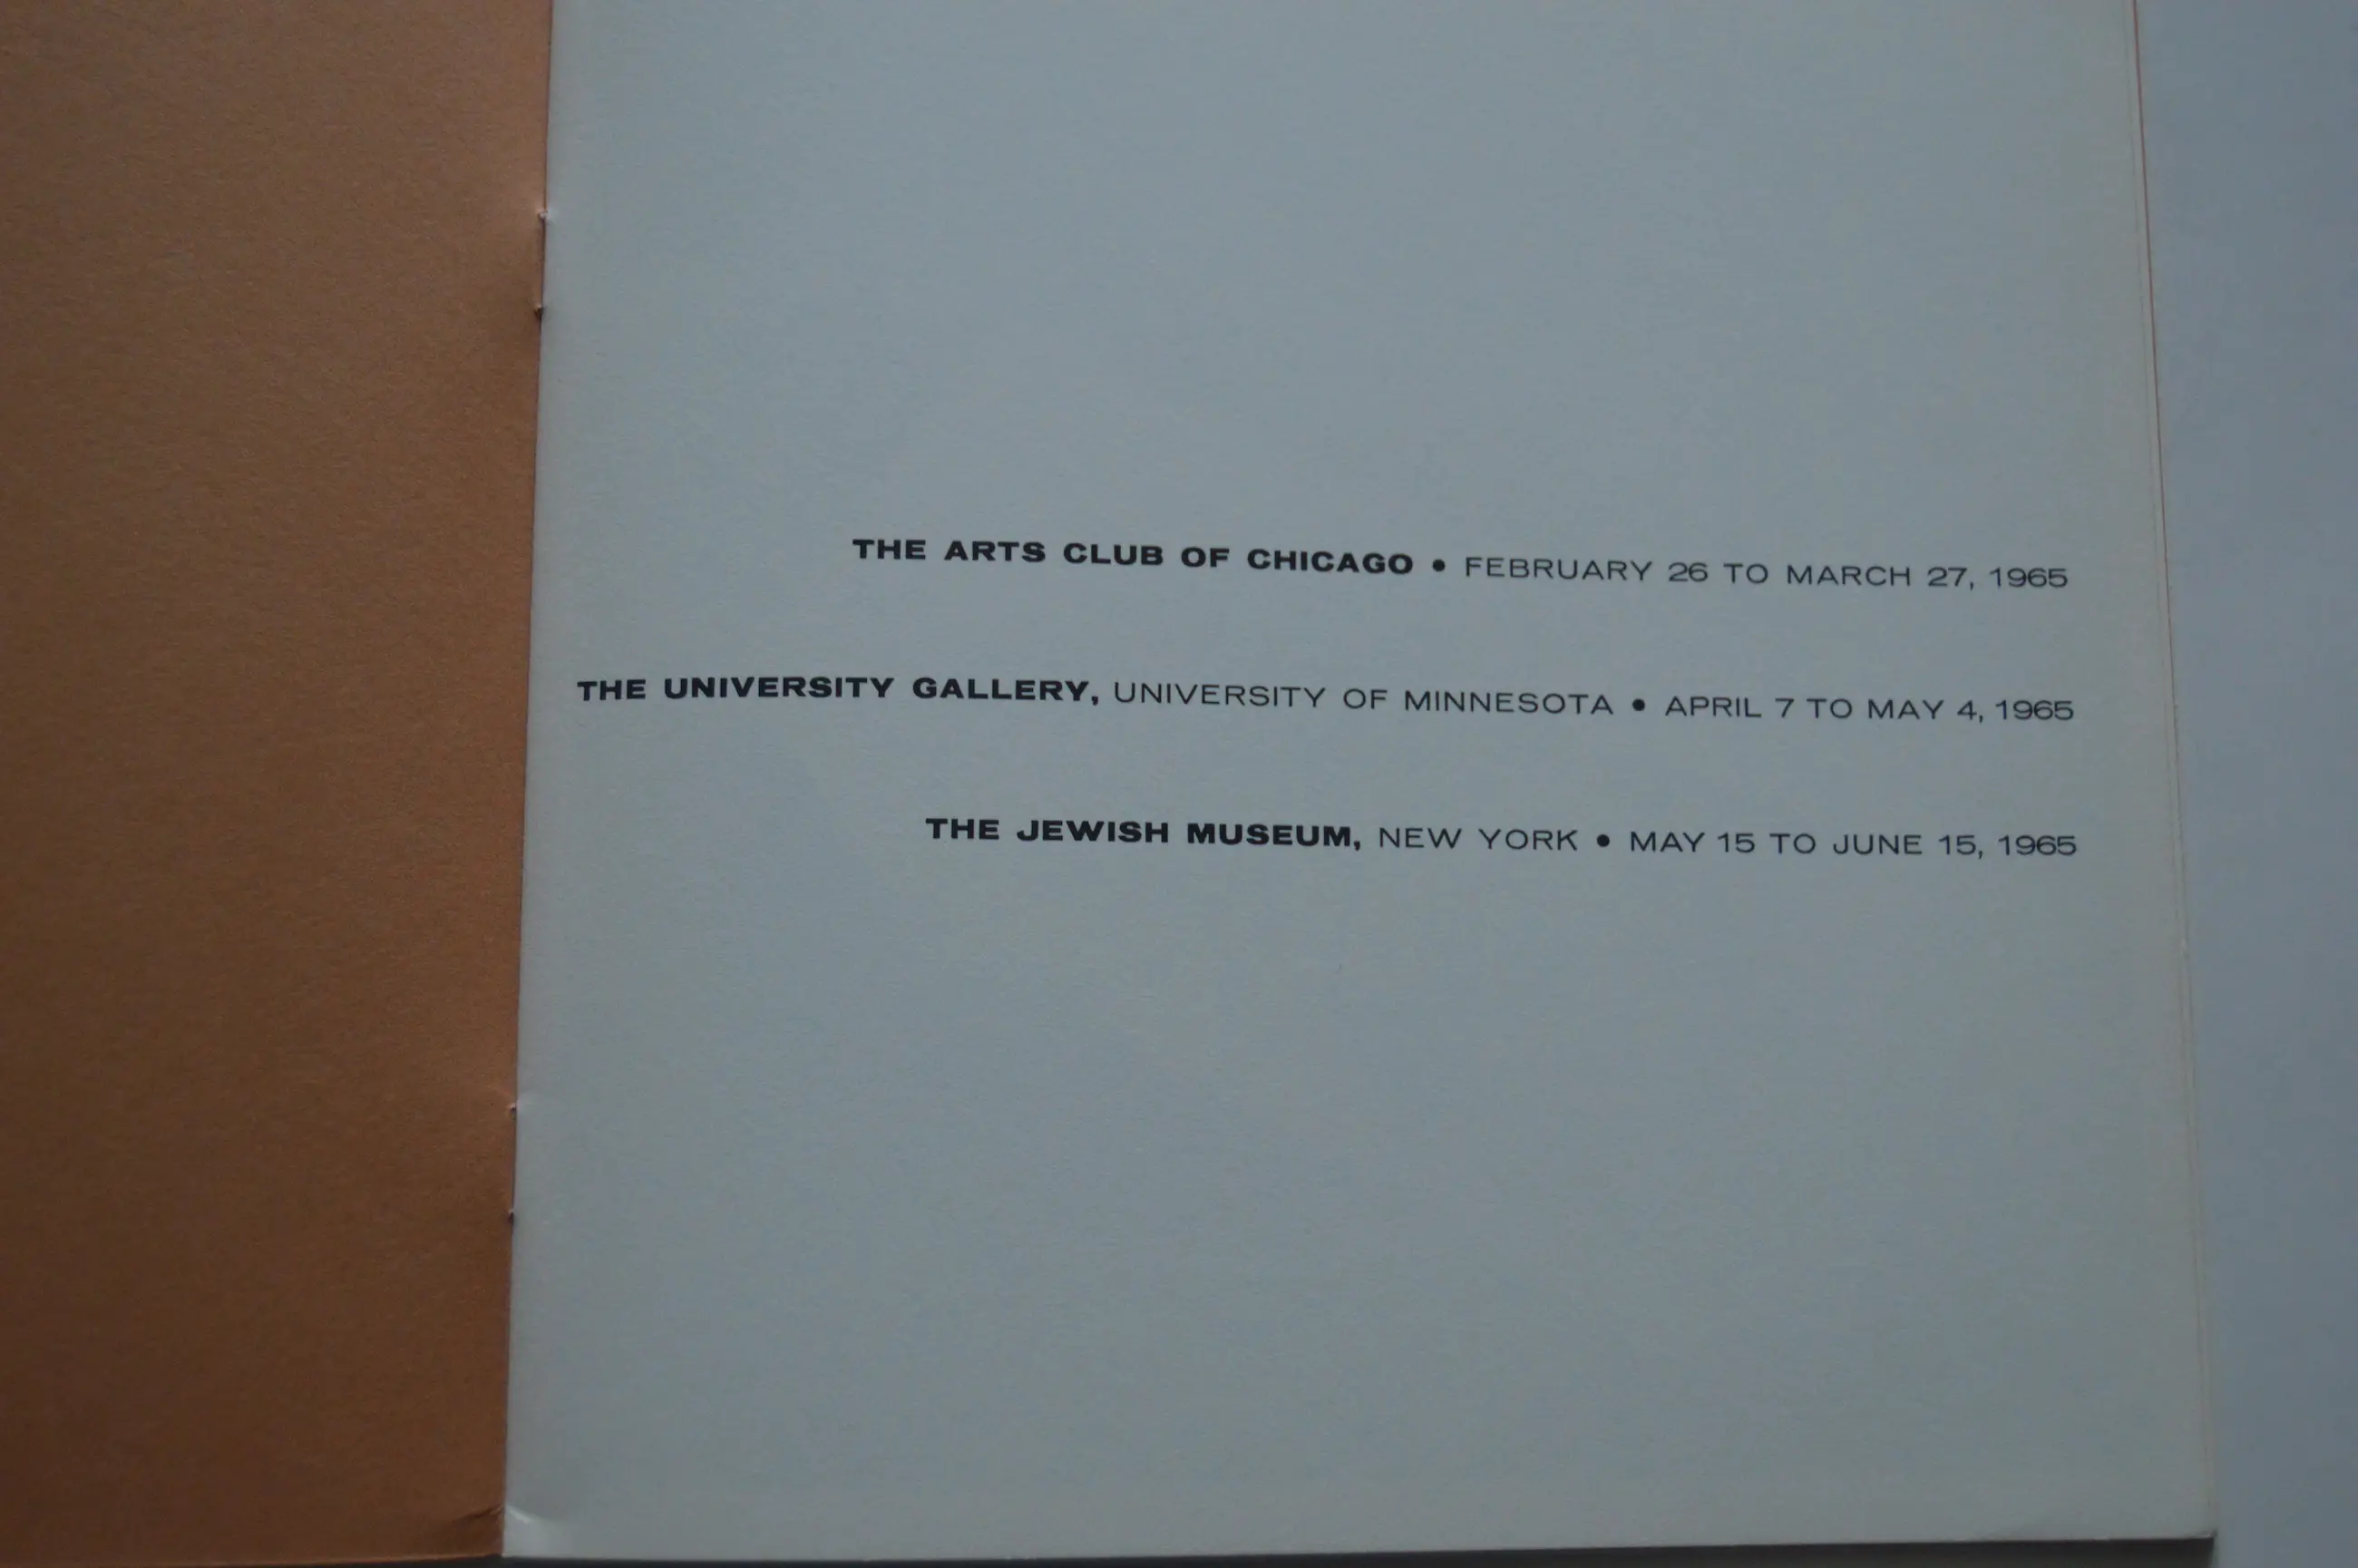 THE ARTS CLUB OF CHICAGO • FEBRUARY 26 TO MARCH 27, 1965
THE UNIVERSITY GALLERY, UNIVERSITY OF MINNESOTA • APRIL 7 TO MAY 4, 1965
THE JEWISH MUSEUM, NEW YORK • MAY 15 TO JUNE 15, 1965